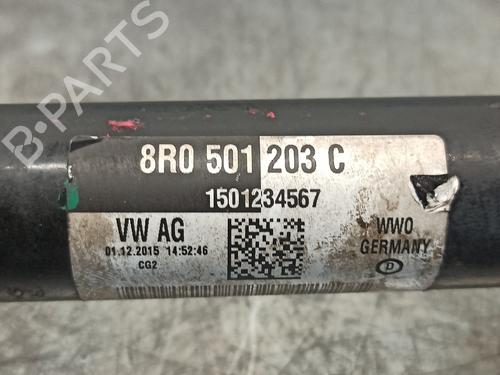 B-PARTS
8R0 501 203 C
1501234567
VW AG
01.12.2015 14:52:46
CG2
WWO
GERMANY
D